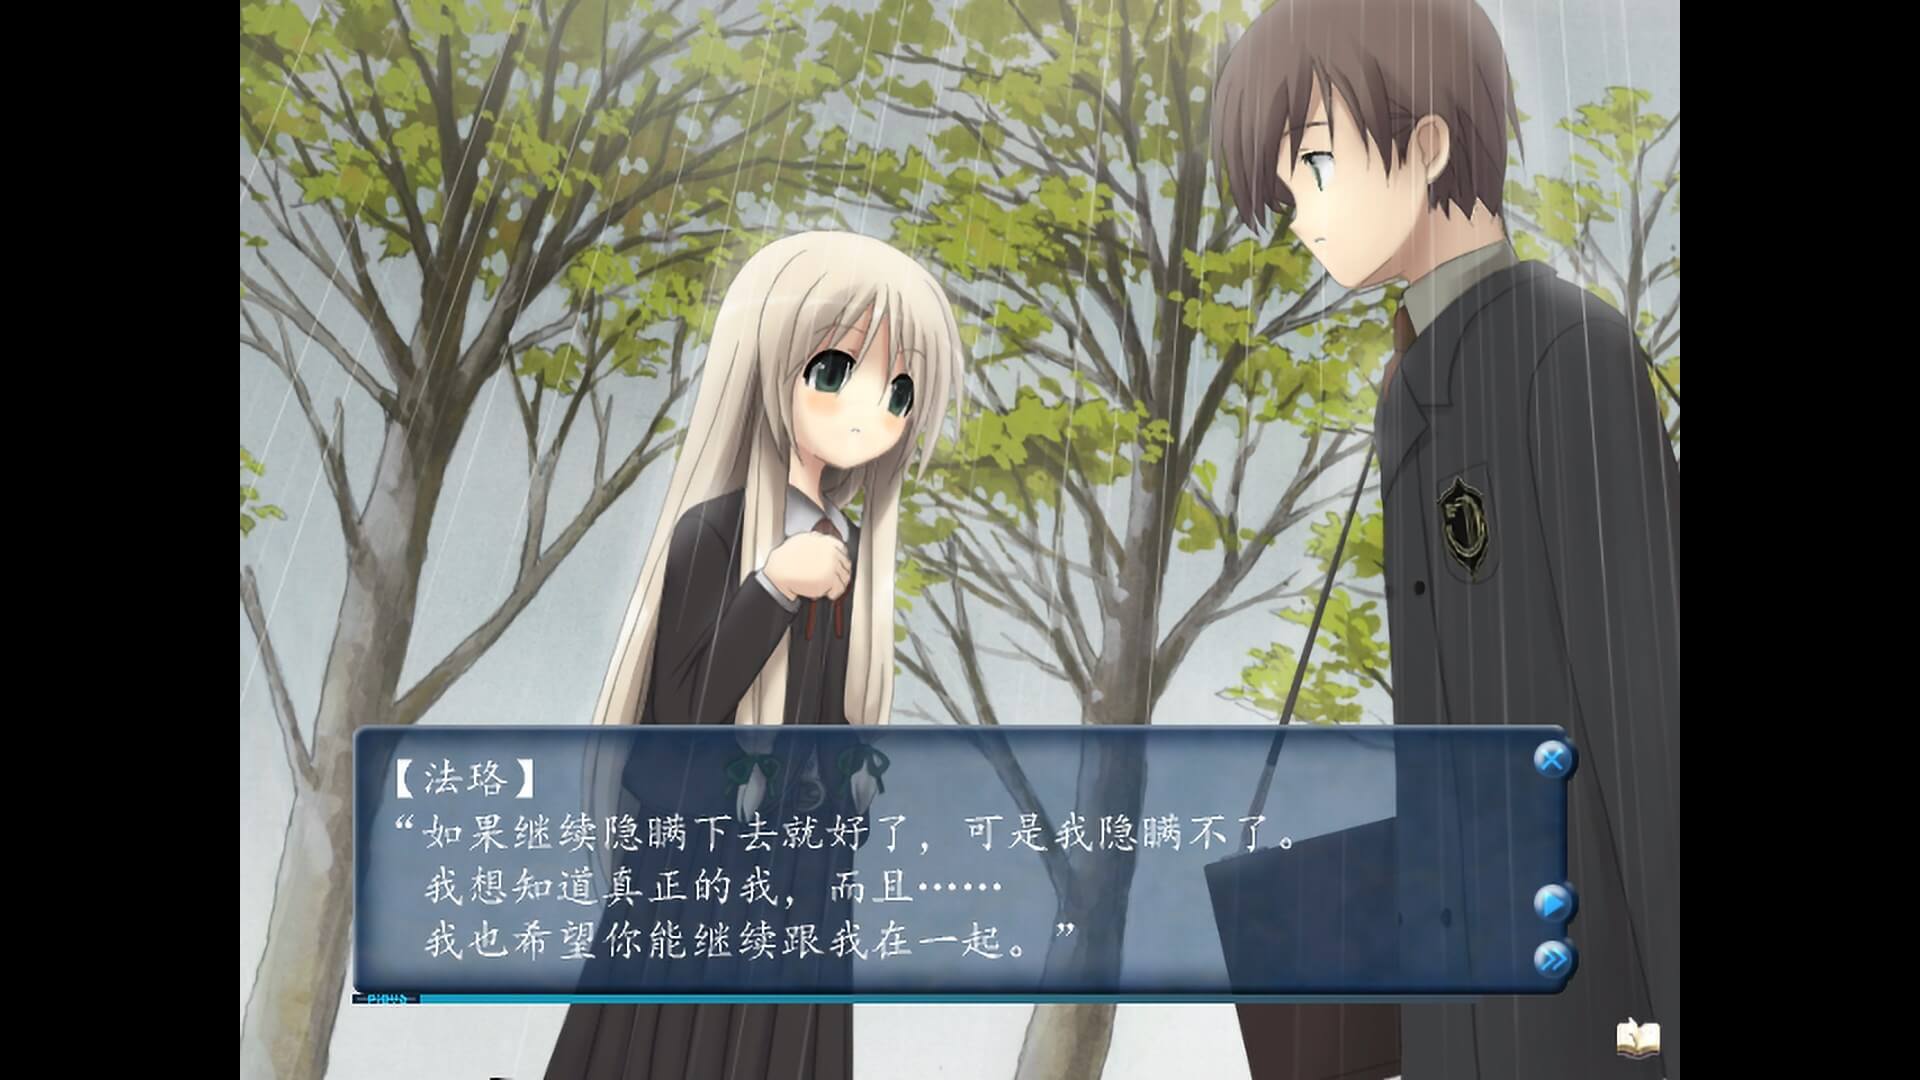 【法珞】
“如果继续隐瞒下去就好了，可是我隐瞒不了。
我想知道真正的我，而且……
我也希望你能继续跟我在一起。”